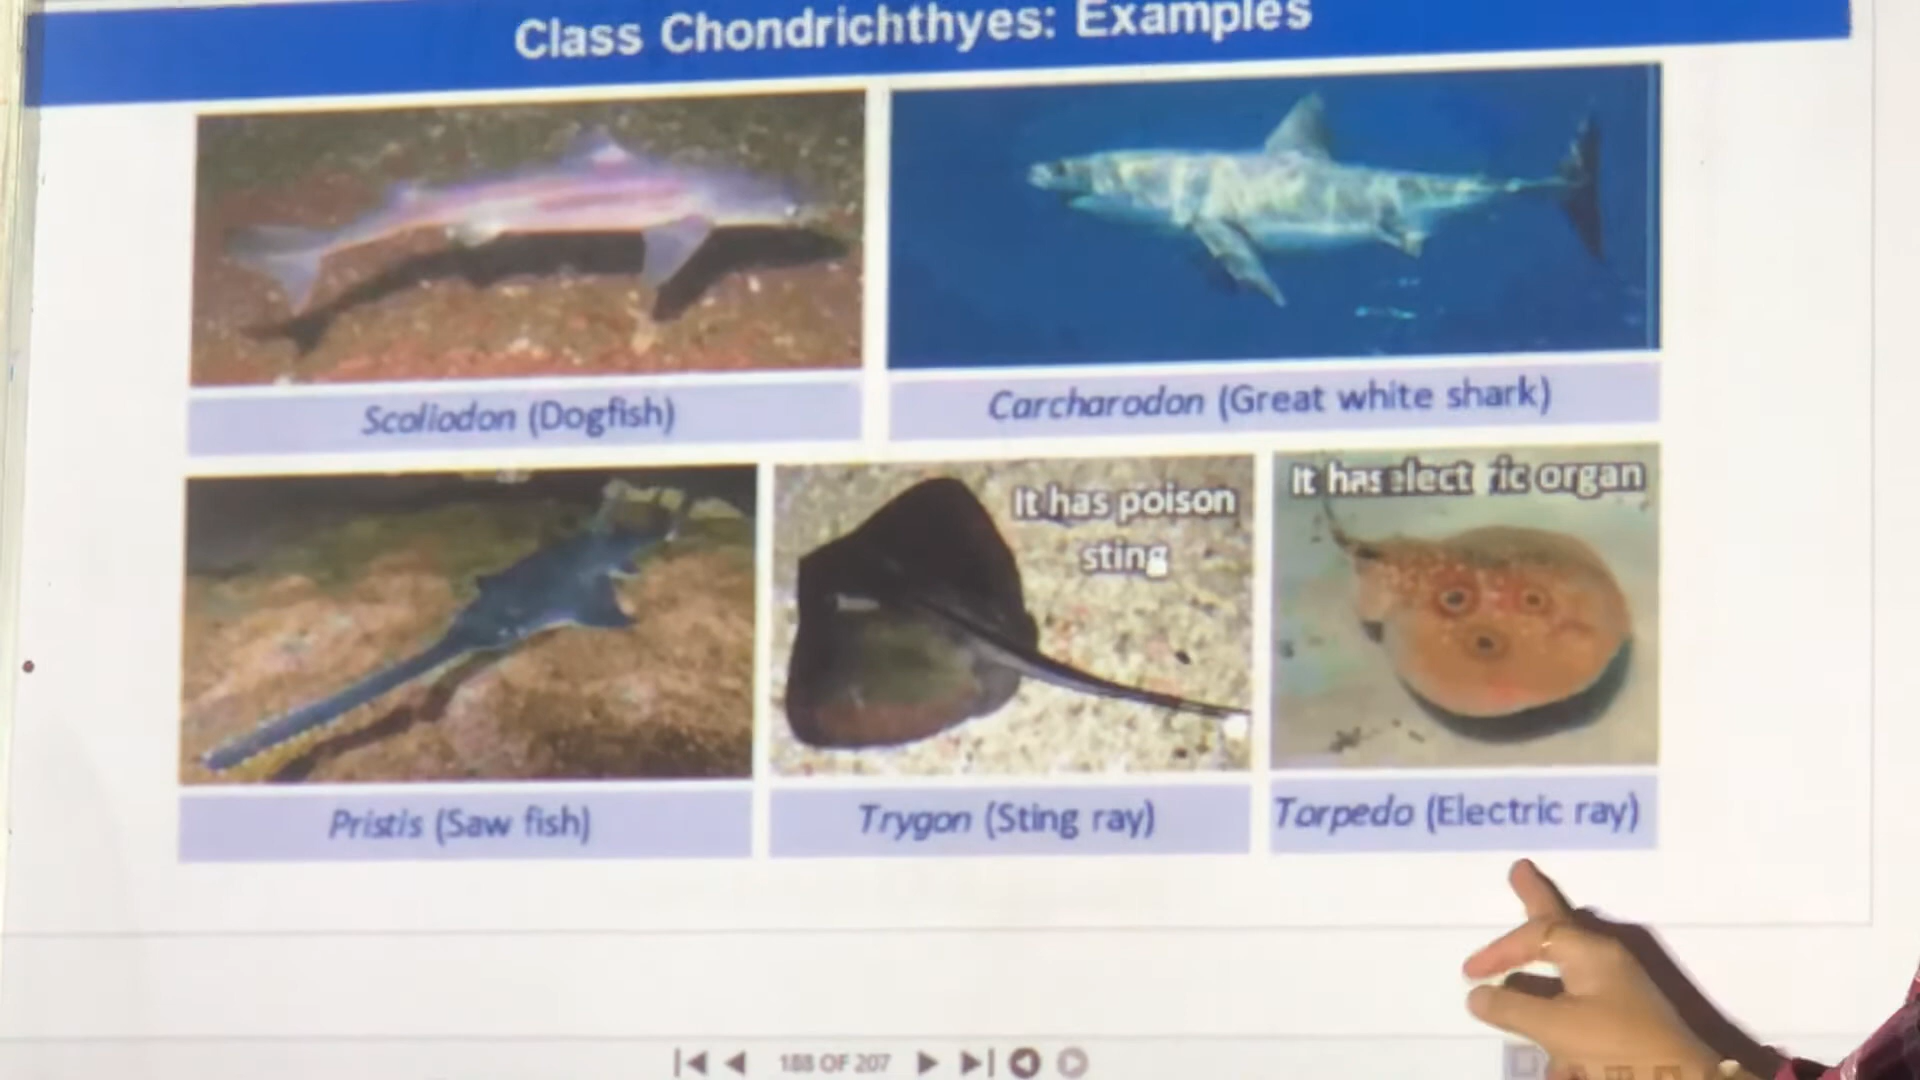 Class Chondrichthyes: Examples
Scoliodon (Dogfish)
Carcharodon (Great white shark)
It has poison
sting
It has elect ric organ
Pristis (Saw fish)
Trygon (Sting ray)
Torpedo (Electric ray)
188 OF 207